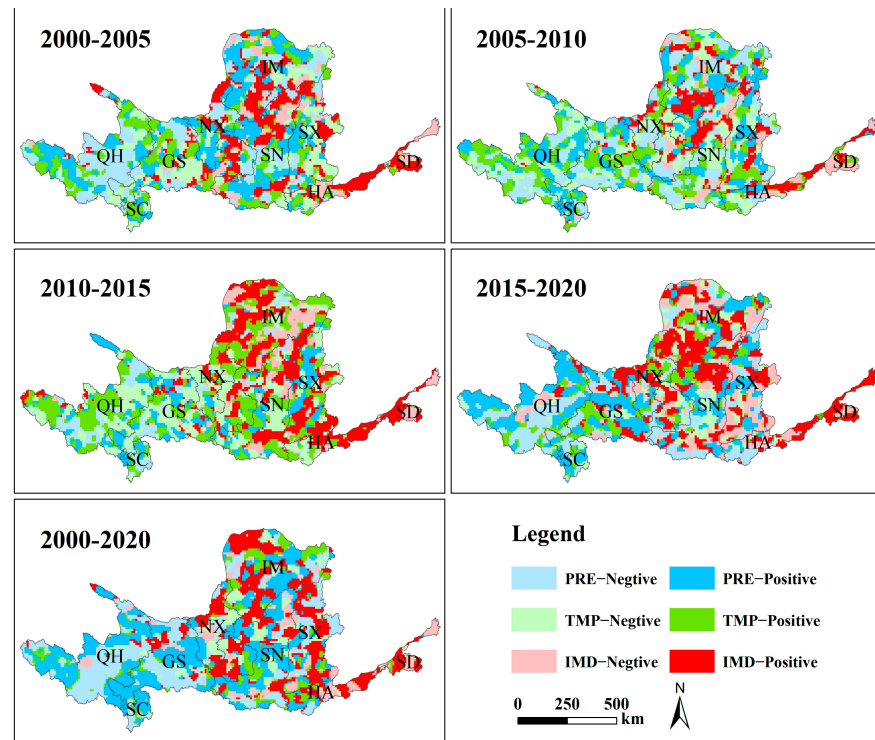 2000-2005
IM
NX
SX
QH
GS
SN
SD
HA
SC
2005-2010
IM
NX
SX
QH
GS
SN
SD
HA
SC
2010-2015
IM
NX
SX
QH
GS
SN
SD
HA
SC
2015-2020
IM
NX
SX
QH
GS
SN
SD
HA
SC
2000-2020
IM
NX
SX
QH
GS
SN
SD
HA
SC
Legend
PRE−Negtive PRE−Positive
TMP−Negtive TMP−Positive
IMD−Negtive IMD−Positive
N
0 250 500
km